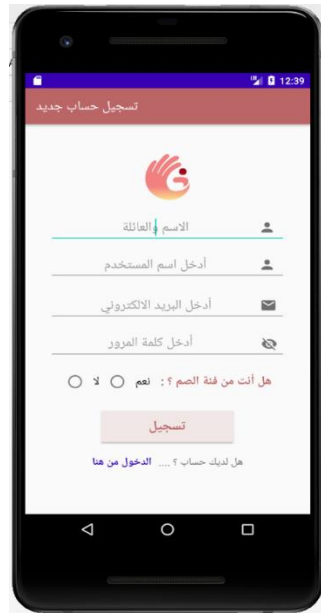 12:39
تسجيل حساب جديد
الاسم والعائلة
أدخل اسم المستخدم
أدخل البريد الالكتروني
أدخل كلمة المرور
هل أنت من فئة الصم ؟ : نعم لا
تسجيل
هل لديك حساب ؟ .... الدخول من هنا